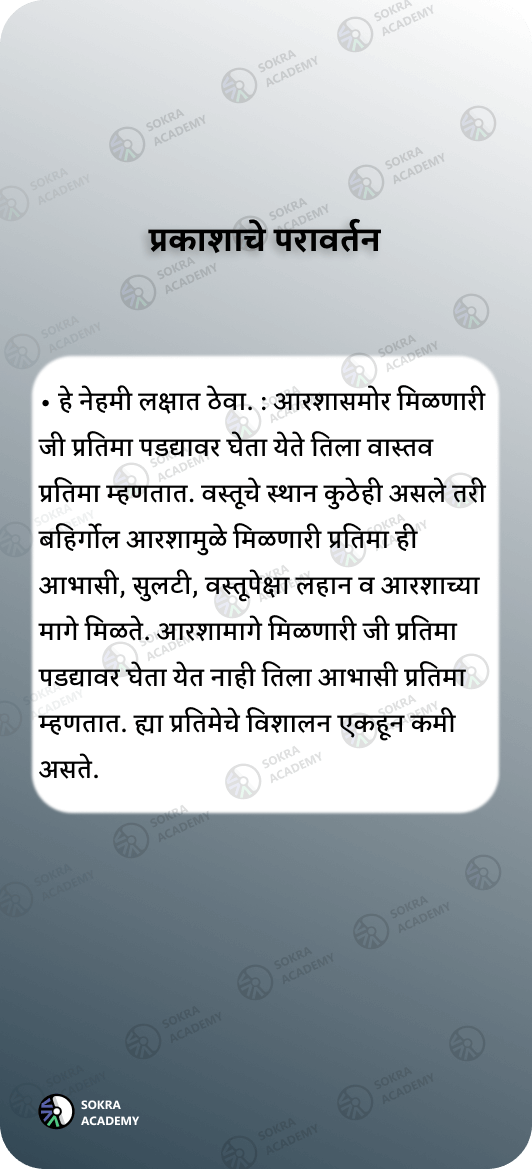 प्रकाशाचे परावर्तन
• हे नेहमी लक्षात ठेवा. : आरशासमोर मिळणारी
जी प्रतिमा पडद्यावर घेता येते तिला वास्तव
प्रतिमा म्हणतात. वस्तूचे स्थान कुठेही असले तरी
बहिर्गोल आरशामुळे मिळणारी प्रतिमा ही
आभासी, सुलटी, वस्तूपेक्षा लहान व आरशाच्या
मागे मिळते. आरशामागे मिळणारी जी प्रतिमा
पडद्यावर घेता येत नाही तिला आभासी प्रतिमा
म्हणतात. ह्या प्रतिमेचे विशालन एकहून कमी
असते.
SOKRA
ACADEMY